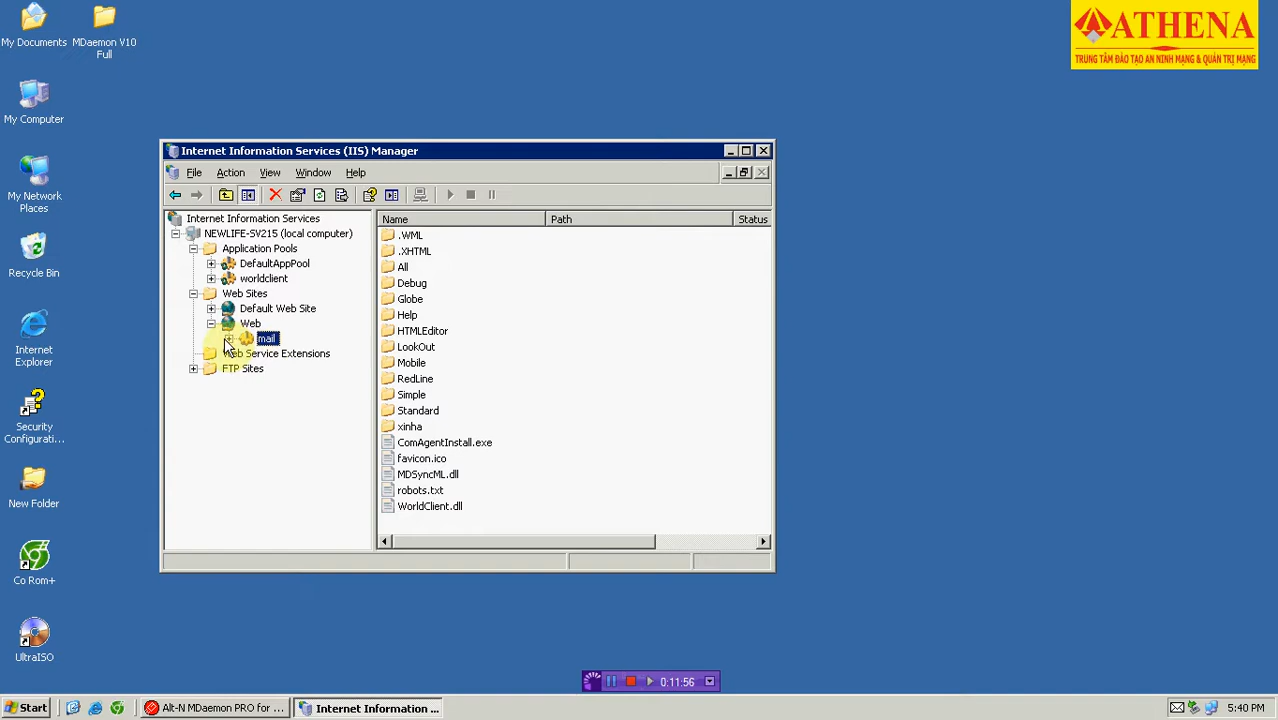 My Documents
MDaemon V10
Full
ATHENA
TRUNG TÂM ĐÀO TẠO AN NINH MẠNG & QUẢN TRỊ MẠNG
My Computer
My Network
Places
Recycle Bin
Internet
Explorer
Security
Configurati...
New Folder
Co Rom+
UltraISO
Internet Information Services (IIS) Manager
File Action View Window Help
Internet Information Services
NEWLIFE-SV215 (local computer)
Application Pools
DefaultAppPool
worldclient
Web Sites
Default Web Site
Web
mail
Web Service Extensions
FTP Sites
Name Path Status
.WML
.XHTML
All
Debug
Globe
Help
HTMLEditor
LookOut
Mobile
RedLine
Simple
Standard
xinha
ComAgentInstall.exe
favicon.ico
MDSyncML.dll
robots.txt
WorldClient.dll
0:11:56
Start
Alt-N MDaemon PRO for ...
Internet Information ...
5:40 PM